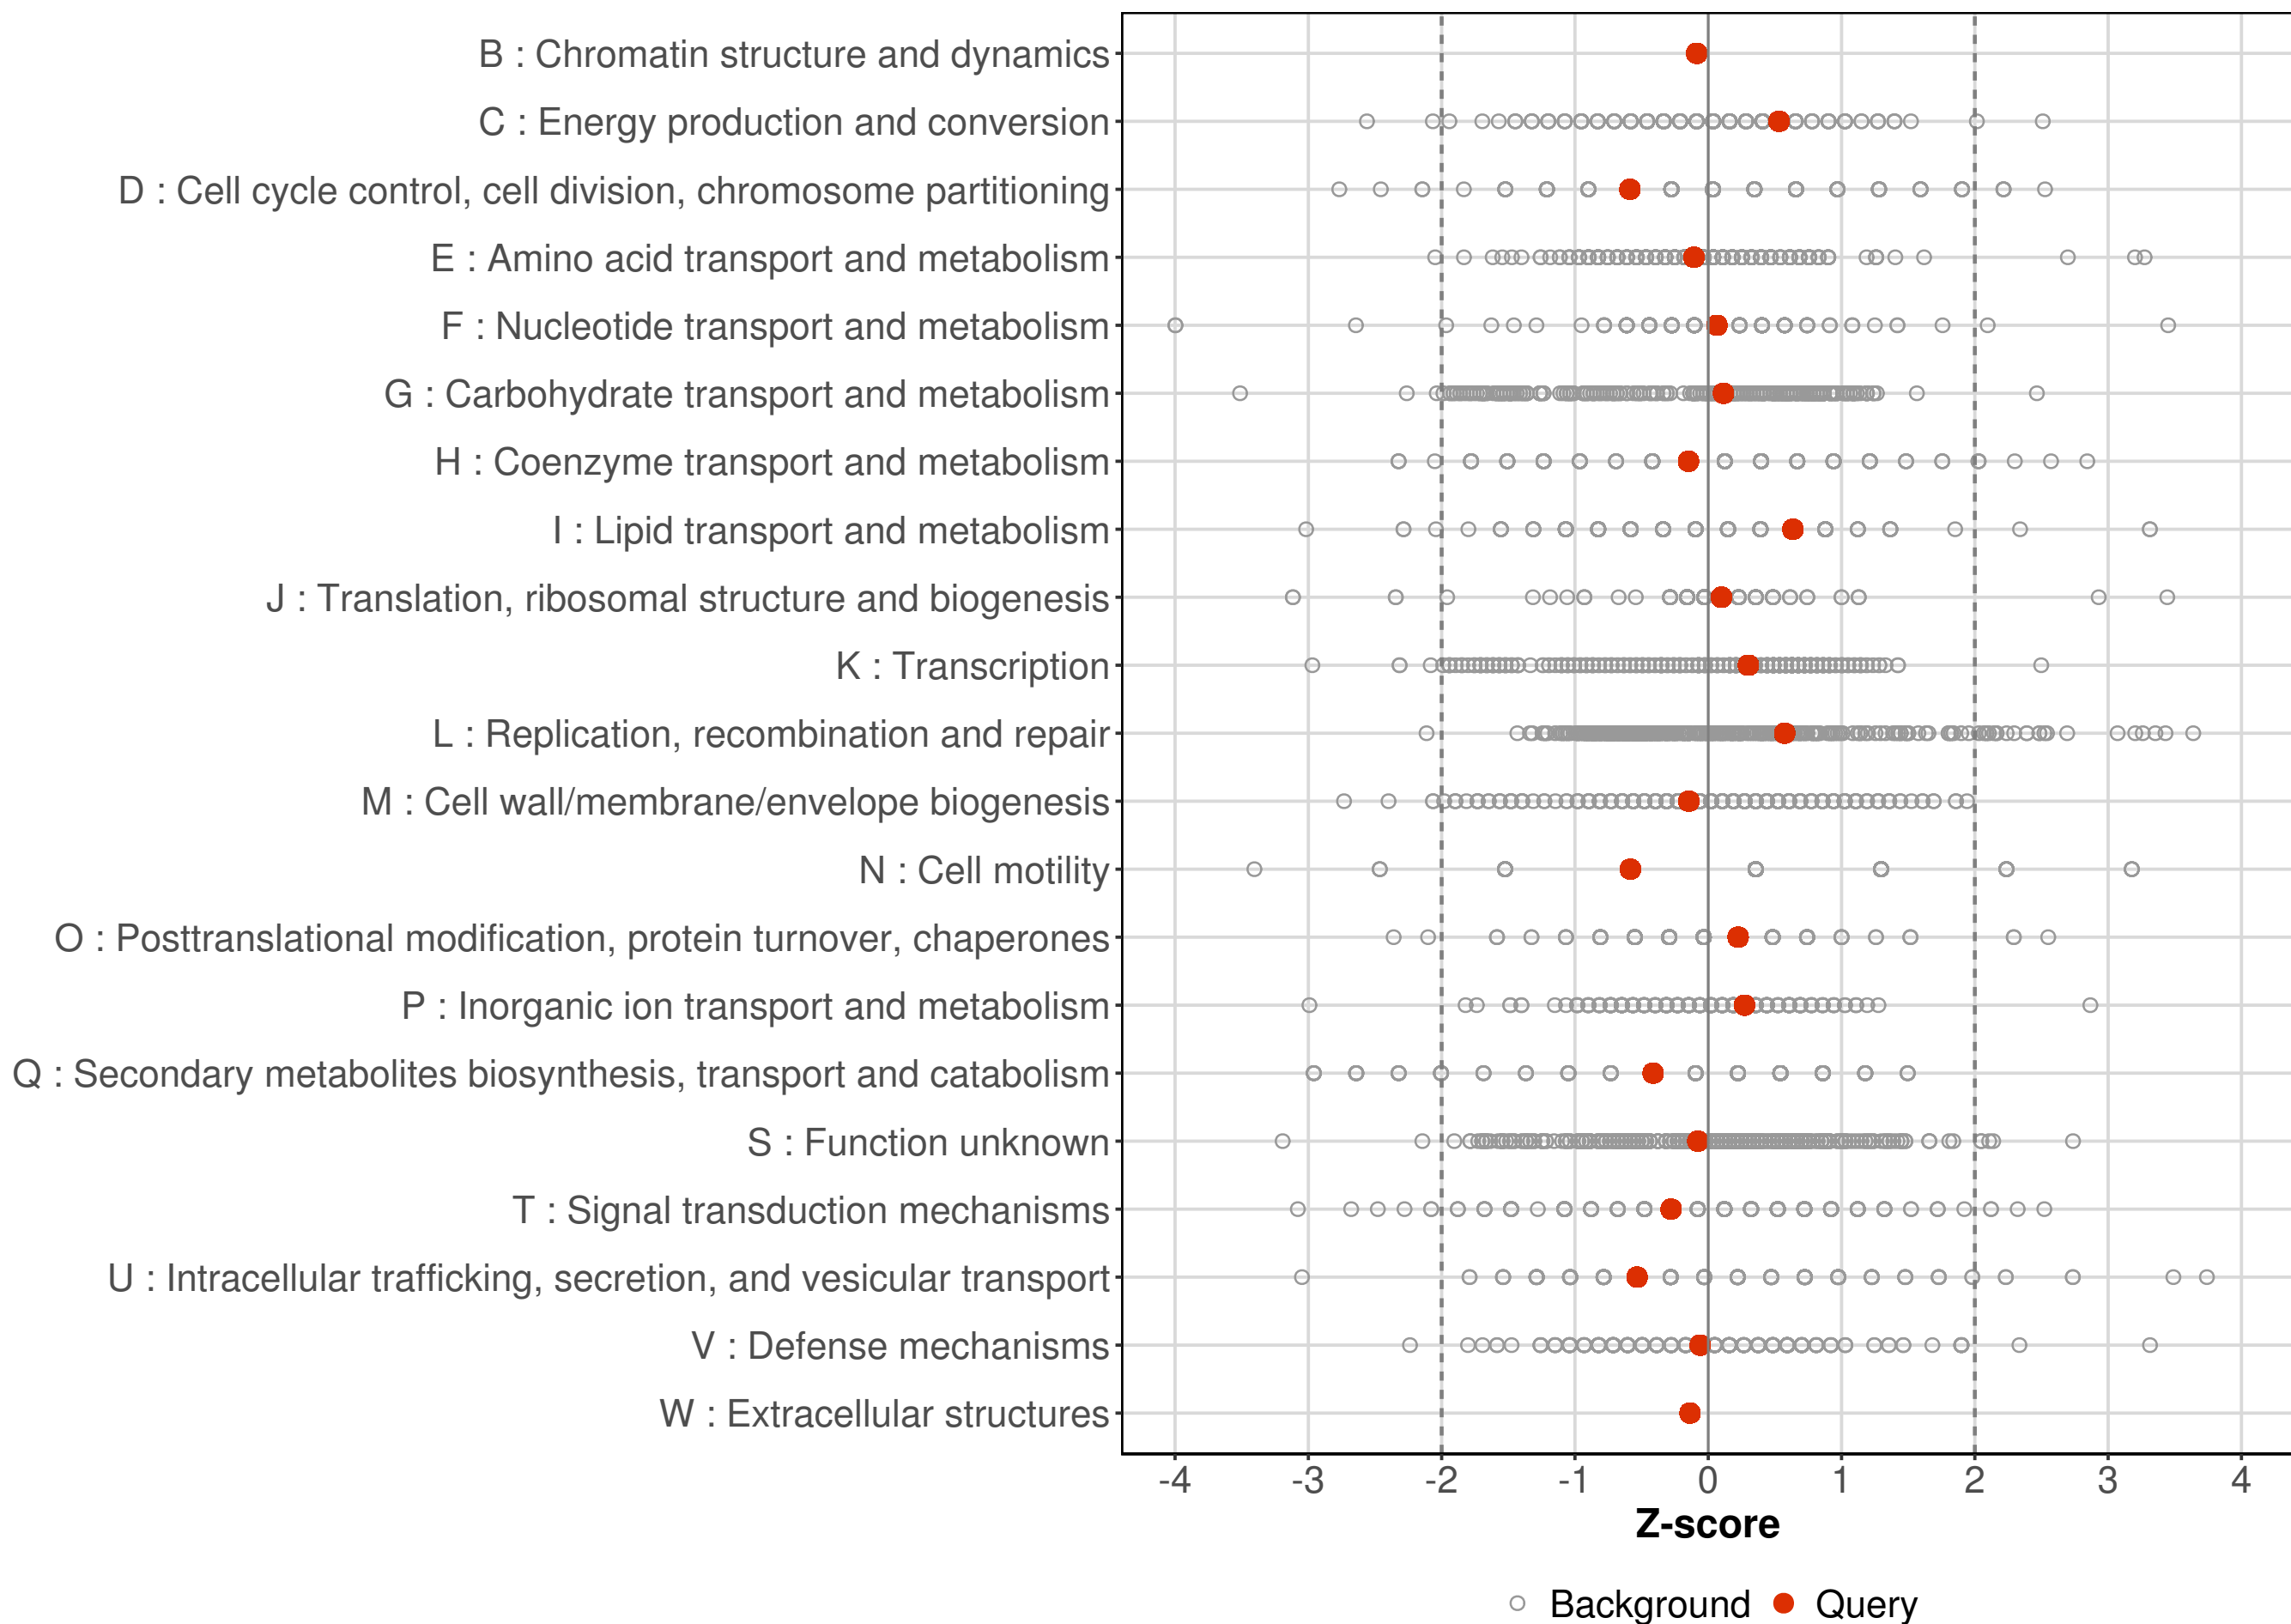 B : Chromatin structure and dynamics
C : Energy production and conversion
D : Cell cycle control, cell division, chromosome partitioning
E : Amino acid transport and metabolism
F : Nucleotide transport and metabolism
G : Carbohydrate transport and metabolism
H : Coenzyme transport and metabolism
I : Lipid transport and metabolism
J : Translation, ribosomal structure and biogenesis
K : Transcription
L : Replication, recombination and repair
M : Cell wall/membrane/envelope biogenesis
N : Cell motility
O : Posttranslational modification, protein turnover, chaperones
P : Inorganic ion transport and metabolism
Q : Secondary metabolites biosynthesis, transport and catabolism
S : Function unknown
T : Signal transduction mechanisms
U : Intracellular trafficking, secretion, and vesicular transport
V : Defense mechanisms
W : Extracellular structures
-4 -3 -2 -1 0 1 2 3 4
Z-score
Background Query